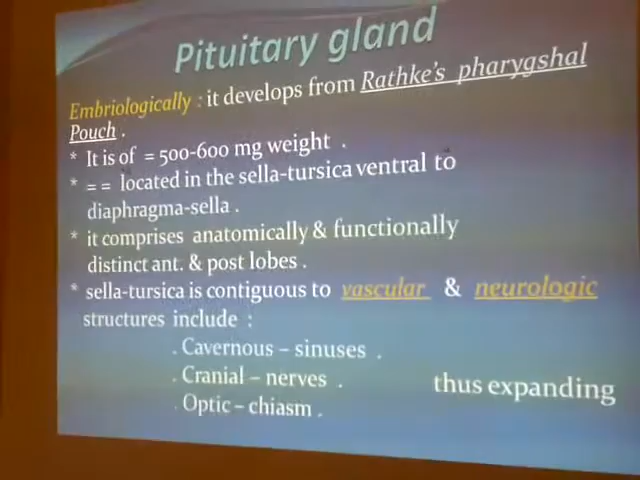 Pituitary gland
Embriologically : it develops from Rathke's pharygshal
Pouch .
* It is of = 500-600 mg weight .
* = = located in the sella-tursica ventral to
diaphragma-sella .
* it comprises anatomically & functionally
distinct ant. & post lobes .
* sella-tursica is contiguous to vascular & neurologic
structures include :
. Cavernous – sinuses .
. Cranial – nerves . thus expanding
. Optic – chiasm .